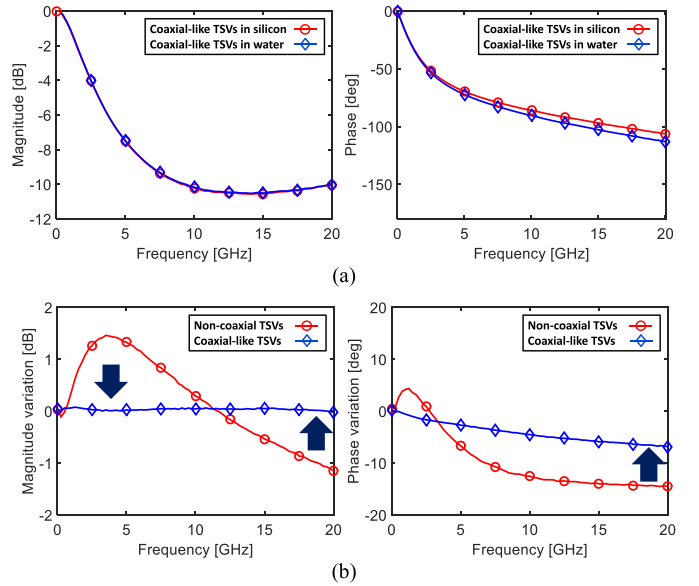 0
-2
-4
-6
-8
-10
-12
Magnitude [dB]
Coaxial-like TSVs in silicon
Coaxial-like TSVs in water
0 5 10 15 20
Frequency [GHz]
0
-50
-100
-150
Phase [deg]
Coaxial-like TSVs in silicon
Coaxial-like TSVs in water
0 5 10 15 20
Frequency [GHz]
(a)
2
1
0
-1
-2
Magnitude variation [dB]
Non-coaxial TSVs
Coaxial-like TSVs
0 5 10 15 20
Frequency [GHz]
20
10
0
-10
-20
Phase variation [deg]
Non-coaxial TSVs
Coaxial-like TSVs
0 5 10 15 20
Frequency [GHz]
(b)